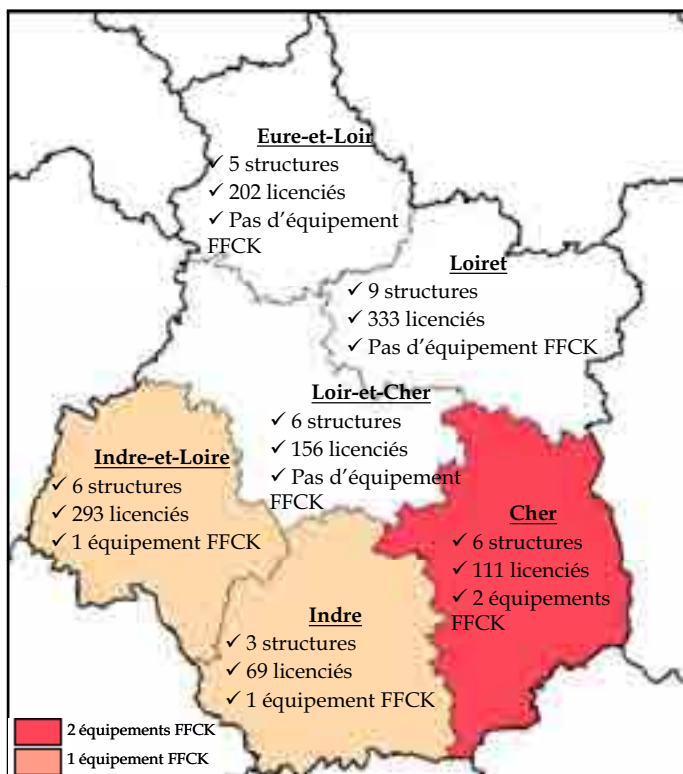 Eure-et-Loir
✓ 5 structures
✓ 202 licenciés
✓ Pas d'équipement
FFCK
Loiret
✓ 9 structures
✓ 333 licenciés
✓ Pas d'équipement FFCK
Loir-et-Cher
✓ 6 structures
✓ 156 licenciés
✓ Pas d'équipement
FFCK
Indre-et-Loire
✓ 6 structures
✓ 293 licenciés
✓ 1 équipement FFCK
Cher
✓ 6 structures
✓ 111 licenciés
✓ 2 équipements
FFCK
Indre
✓ 3 structures
✓ 69 licenciés
✓ 1 équipement FFCK
2 équipements FFCK
1 équipement FFCK